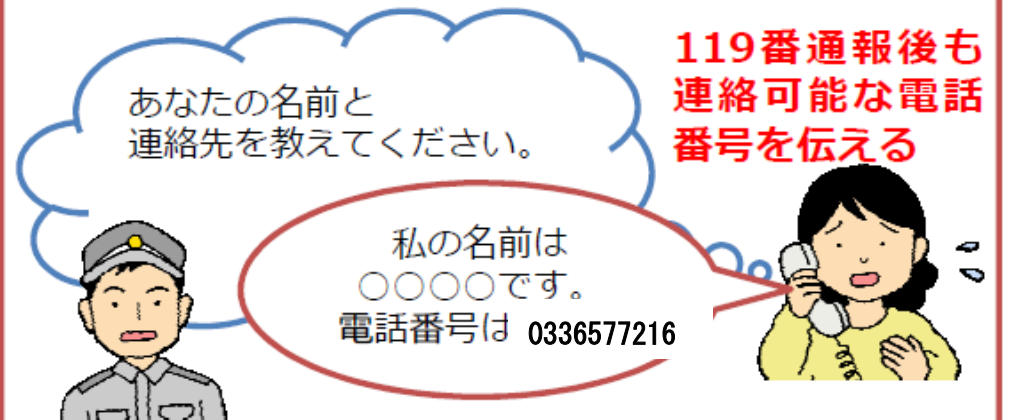 119番通報後も
連絡可能な電話
番号を伝える
あなたの名前と
連絡先を教えてください。
私の名前は
○○○○です。
電話番号は 0336577216